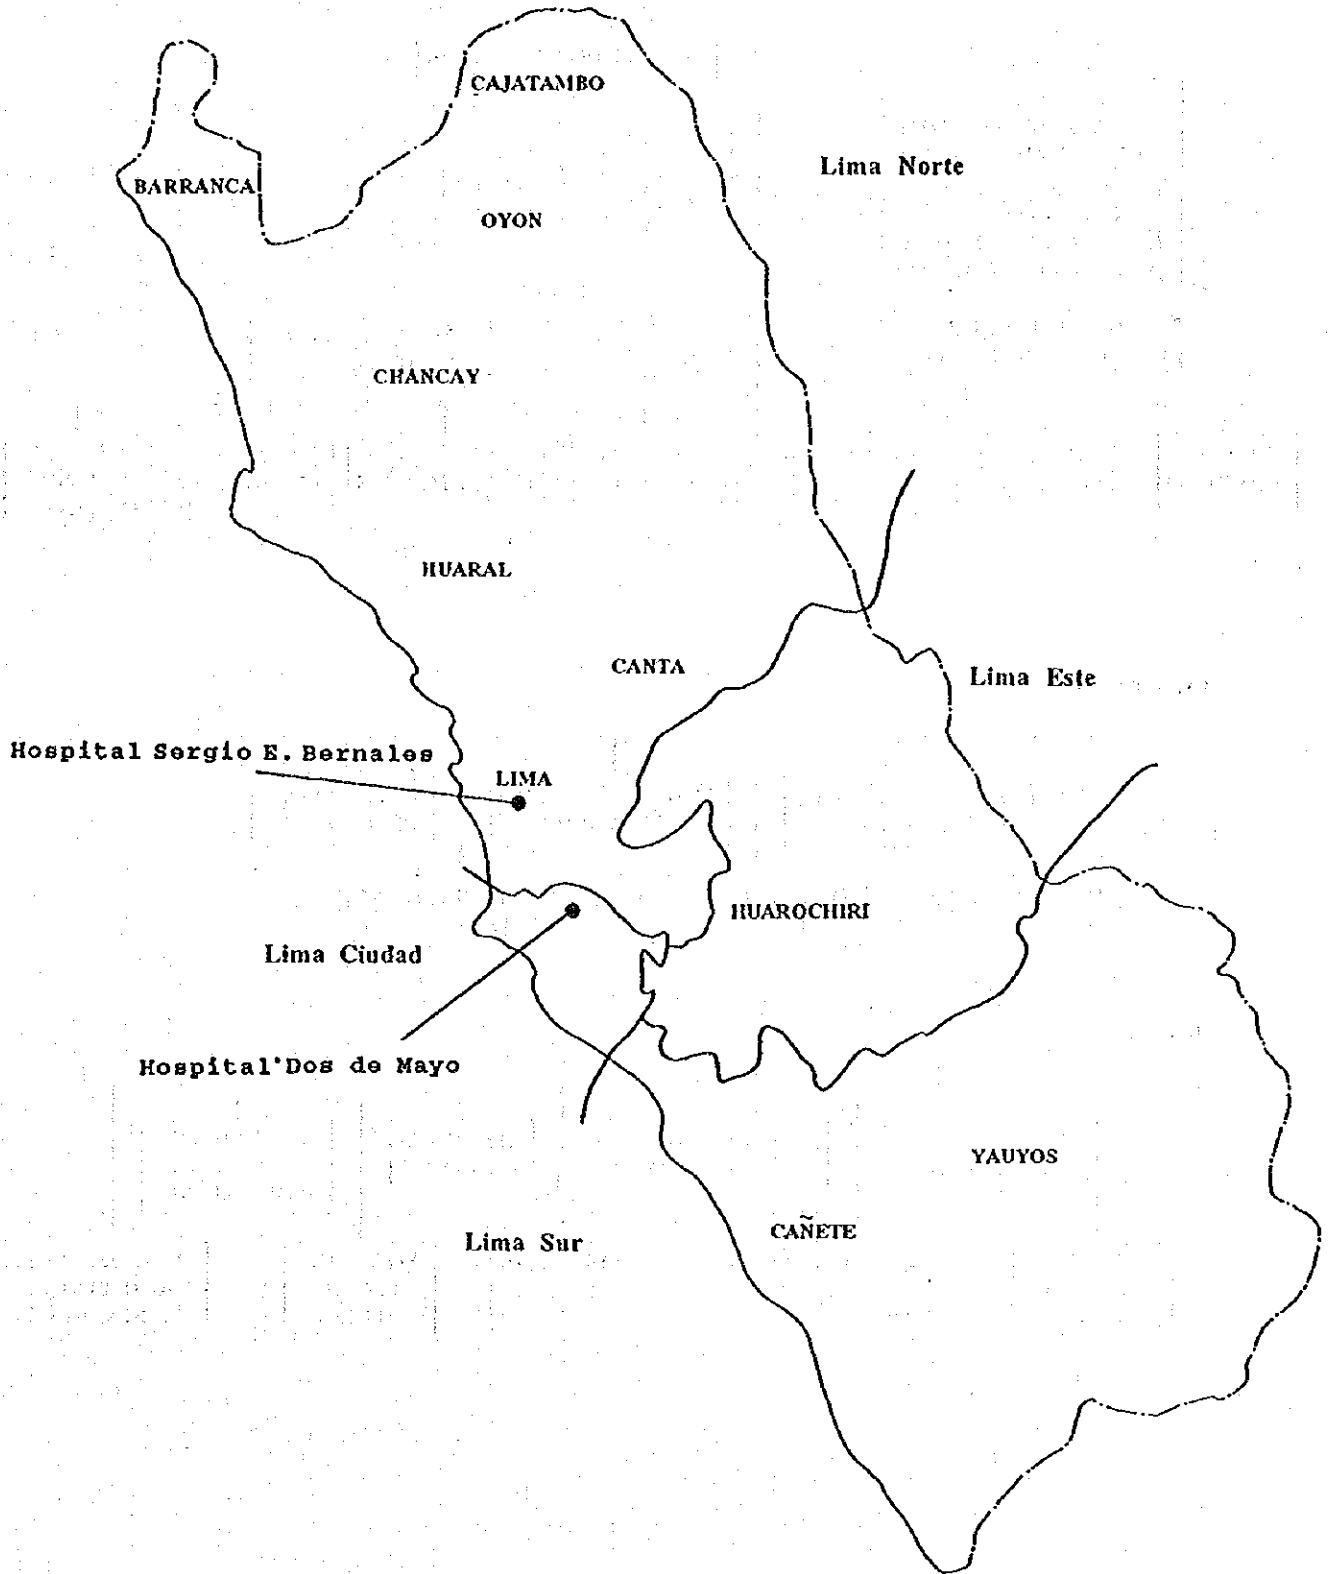 CAJATAMBO
Lima Norte
BARRANCA
OYON
CHANCAY
HUARAL
CANTA
Lima Este
Hospital Sergio E. Bernales
LIMA
HUAROCHIRI
Lima Ciudad
Hospital Dos de Mayo
YAUYOS
CAÑETE
Lima Sur